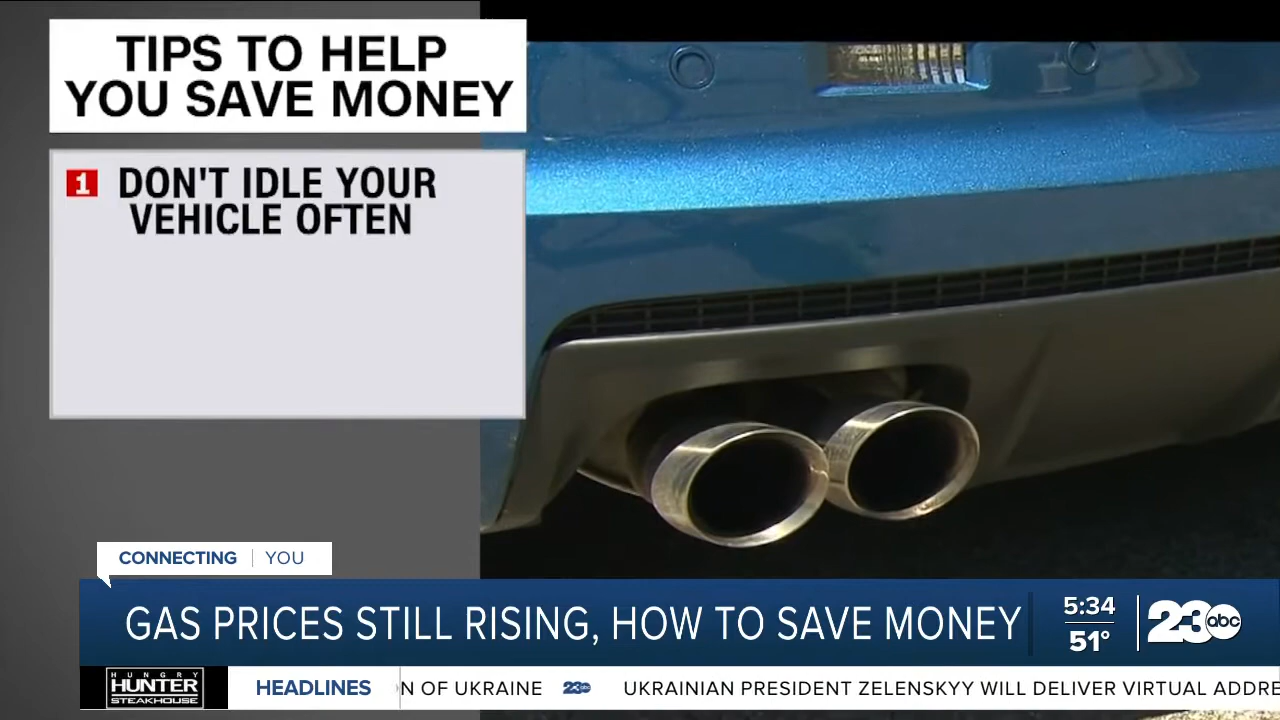 TIPS TO HELP
YOU SAVE MONEY
1 DON'T IDLE YOUR
VEHICLE OFTEN
CONNECTING | YOU
GAS PRICES STILL RISING, HOW TO SAVE MONEY
5:34
51°
23 abc
HUNGRY
HUNTER
STEAKHOUSE
HEADLINES
N OF UKRAINE 23abc UKRAINIAN PRESIDENT ZELENSKYY WILL DELIVER VIRTUAL ADDRE